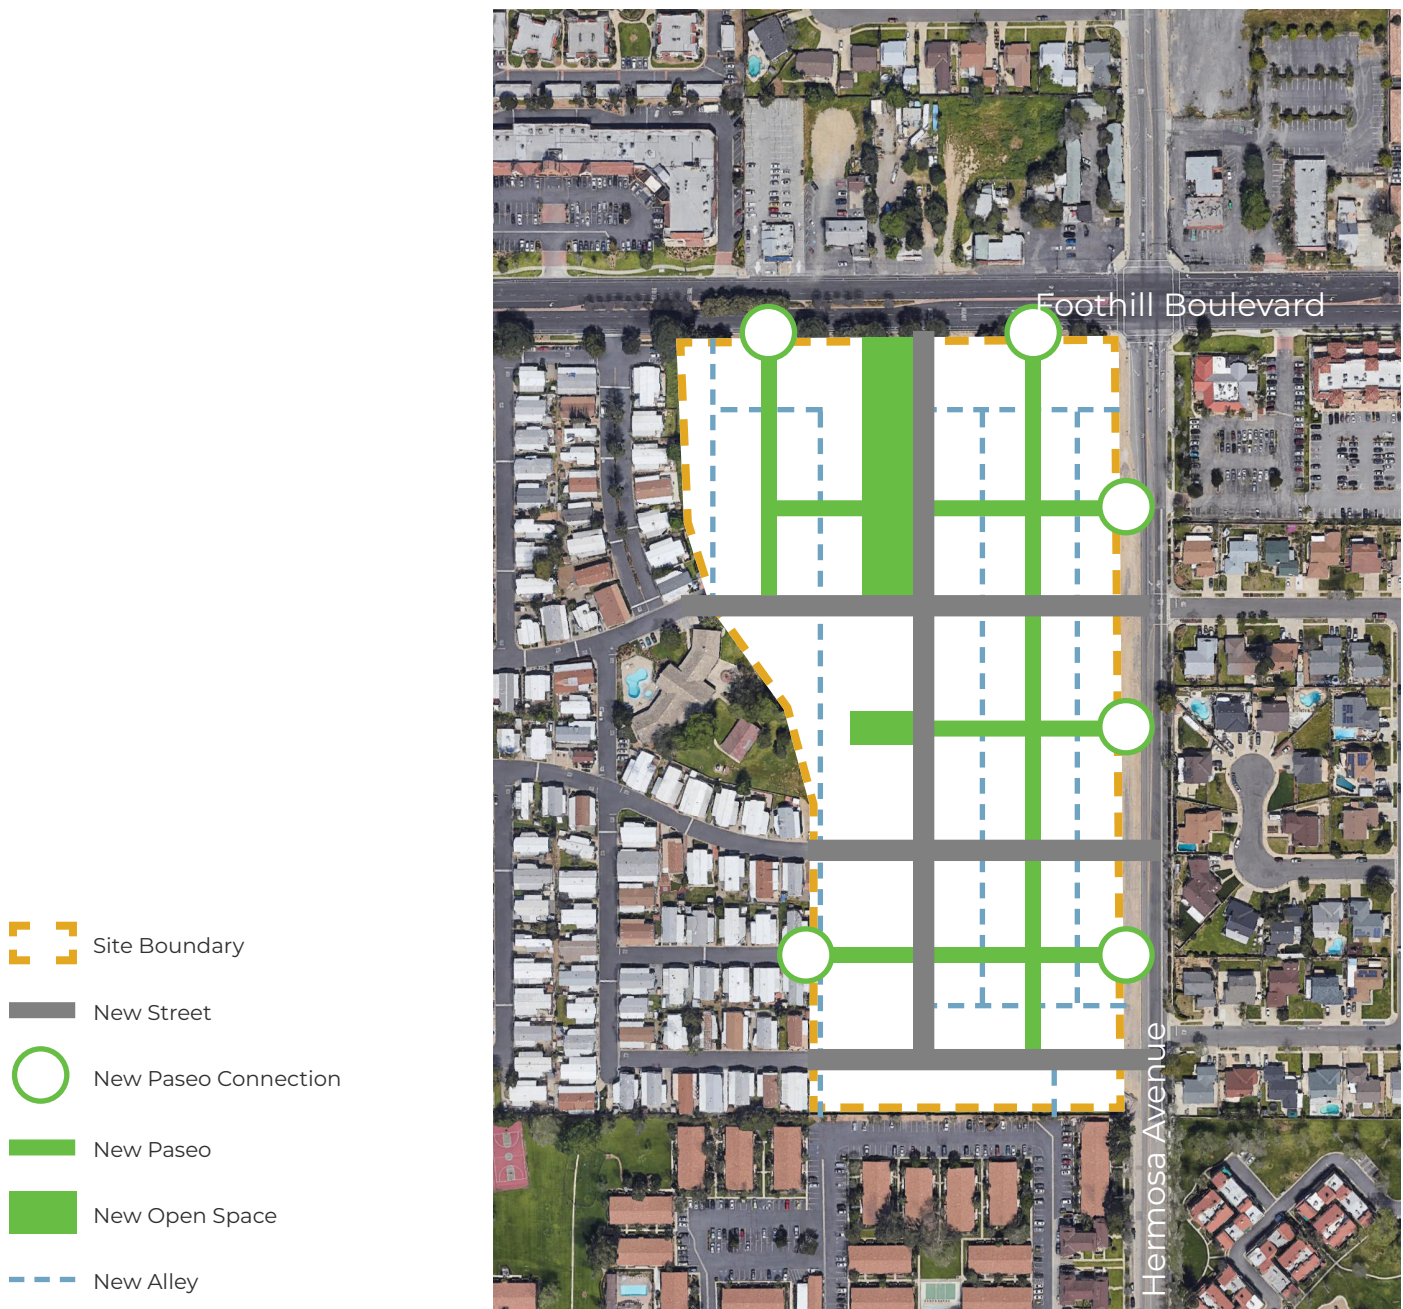 Foothill Boulevard
Hermosa Avenue
Site Boundary
New Street
New Paseo Connection
New Paseo
New Open Space
New Alley